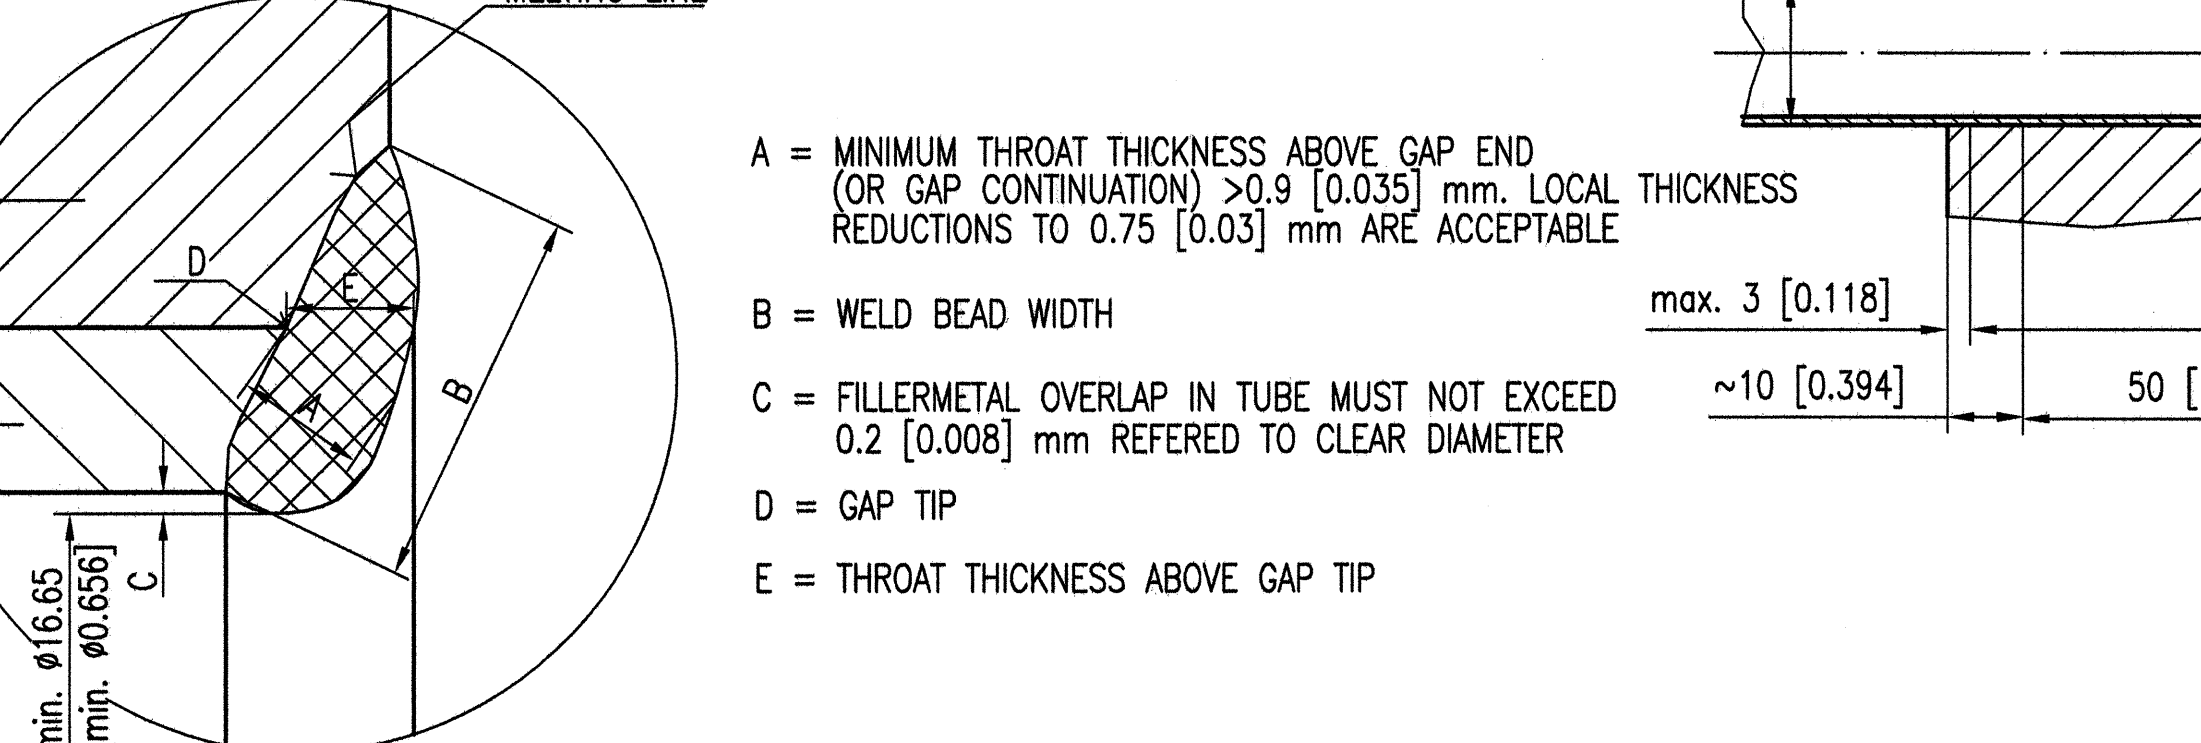 A = MINIMUM THROAT THICKNESS ABOVE GAP END
(OR GAP CONTINUATION) >0.9 [0.035] mm. LOCAL THICKNESS
REDUCTIONS TO 0.75 [0.03] mm ARE ACCEPTABLE
B = WELD BEAD WIDTH
C = FILLERMETAL OVERLAP IN TUBE MUST NOT EXCEED
0.2 [0.008] mm REFERED TO CLEAR DIAMETER
D = GAP TIP
E = THROAT THICKNESS ABOVE GAP TIP
D
E
A
B
C
min. ø16.65
min. ø0.656]
max. 3 [0.118]
~10 [0.394]
50 [